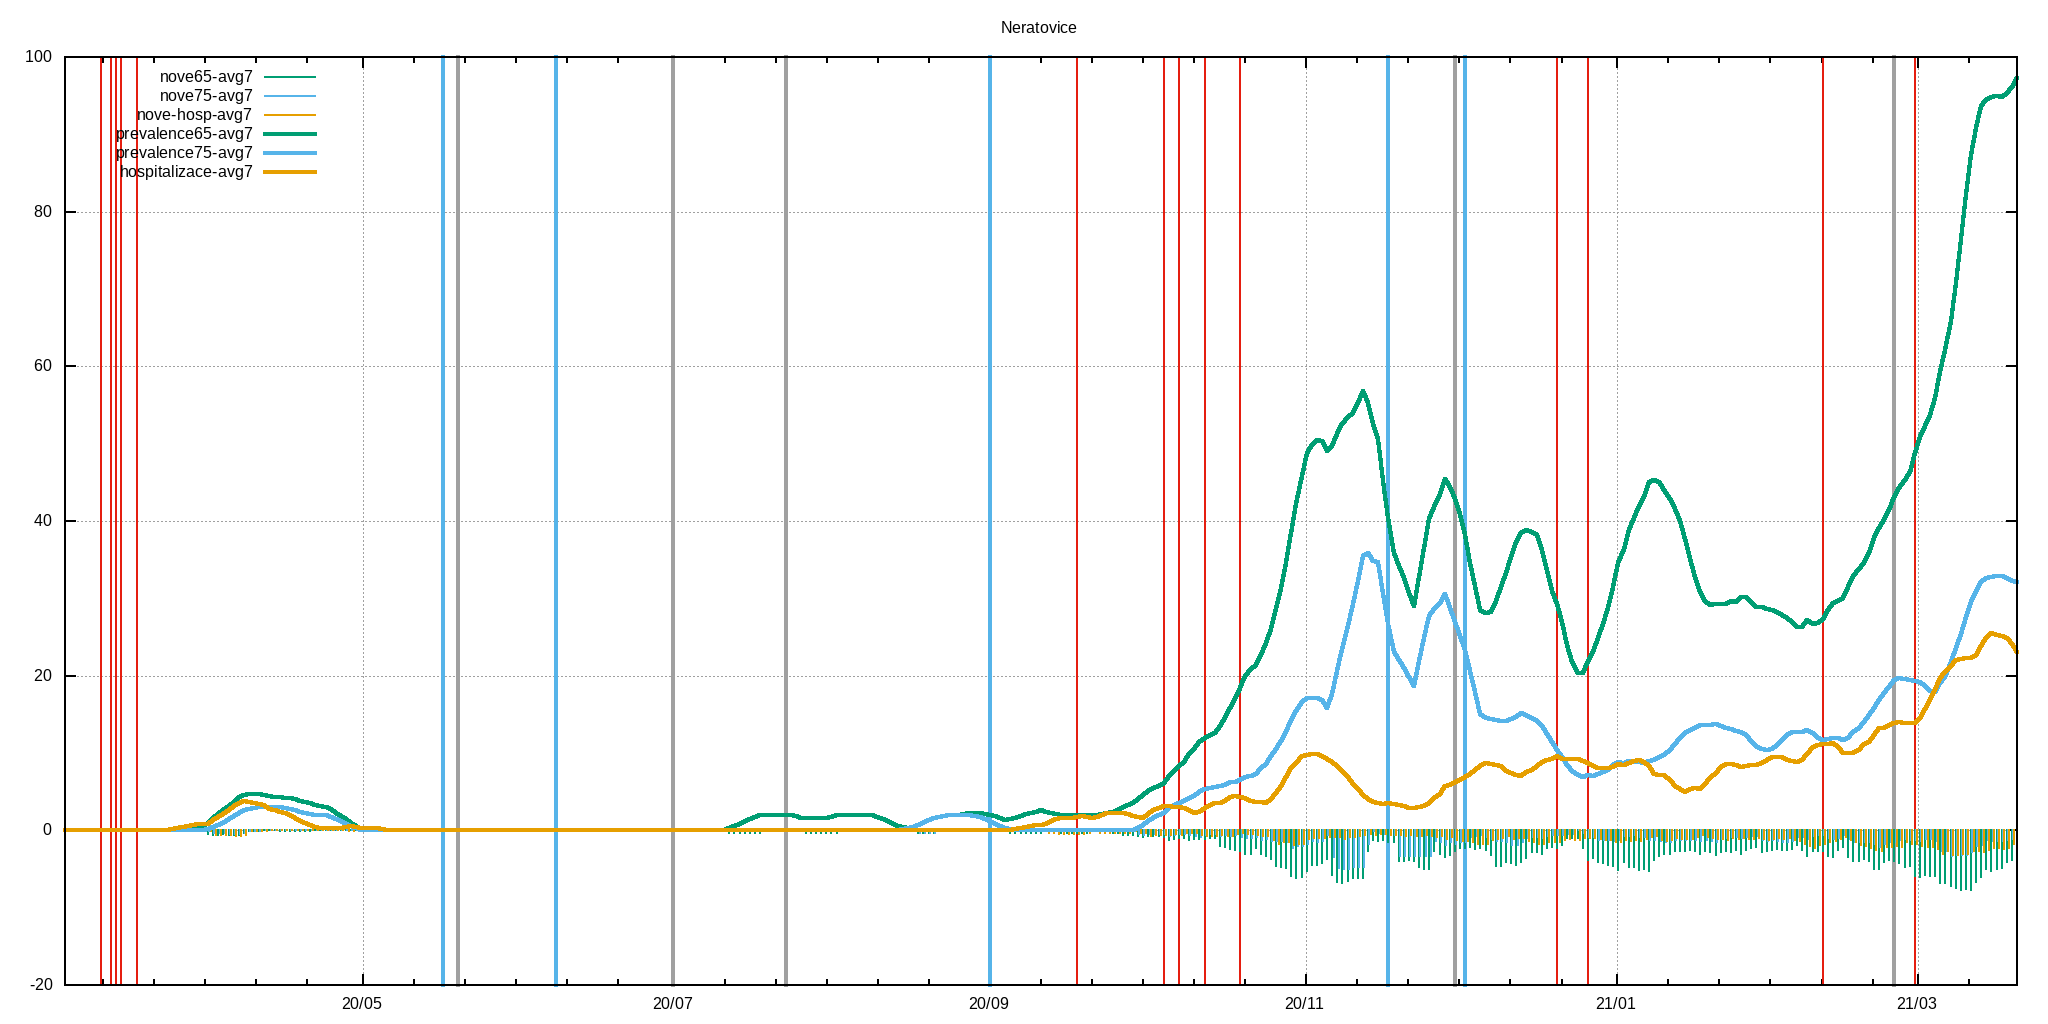 Neratovice
100
nove65-avg7
nove75-avg7
nove-hosp-avg7
prevalence65-avg7
prevalence75-avg7
hospitalizace-avg7
80
60
40
20
0
-20
20/05 20/07 20/09 20/11 21/01 21/03